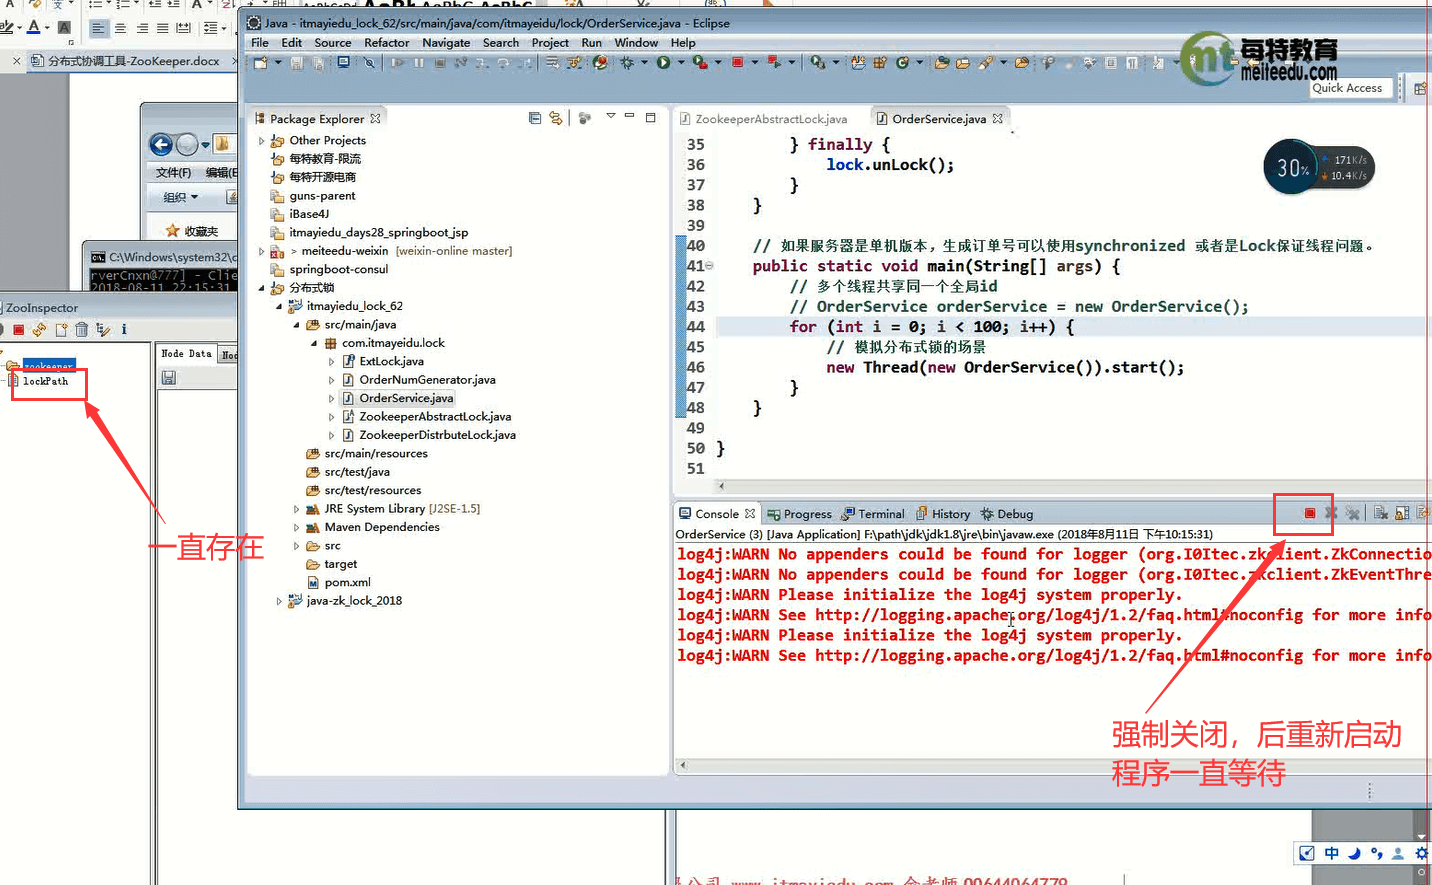 分布式协调工具-ZooKeeper.docx
Java - itmayiedu_lock_62/src/main/java/com/itmayeidu/lock/OrderService.java - Eclipse
File Edit Source Refactor Navigate Search Project Run Window Help
每特教育
meiteedu.com
Quick Access
Package Explorer
Other Projects
每特教育-限流
每特开源电商
guns-parent
iBase4J
itmayiedu_days28_springboot_jsp
> meiteedu-weixin [weixin-online master]
springboot-consul
分布式锁
itmayiedu_lock_62
src/main/java
com.itmayeidu.lock
ExtLock.java
OrderNumGenerator.java
OrderService.java
ZookeeperAbstractLock.java
ZookeeperDistrbuteLock.java
src/main/resources
src/test/java
src/test/resources
JRE System Library [J2SE-1.5]
Maven Dependencies
src
target
pom.xml
java-zk_lock_2018
ZookeeperAbstractLock.java
OrderService.java
35 } finally {
36 lock.unLock();
37 }
38 }
39
40 // 如果服务器是单机版本，生成订单号可以使用synchronized 或者是Lock保证线程问题。
41 public static void main(String[] args) {
42 // 多个线程共享同一个全局id
43 // OrderService orderService = new OrderService();
44 for (int i = 0; i < 100; i++) {
45 // 模拟分布式锁的场景
46 new Thread(new OrderService()).start();
47 }
48 }
49
50 }
51
30%
171K/s
10.4K/s
Console Progress Terminal History Debug
OrderService (3) [Java Application] F:\path\jdk\jdk1.8\jre\bin\javaw.exe (2018年8月11日 下午10:15:31)
log4j:WARN No appenders could be found for logger (org.I0Itec.zkclient.ZkConnectio
log4j:WARN No appenders could be found for logger (org.I0Itec.zkclient.ZkEventThre
log4j:WARN Please initialize the log4j system properly.
log4j:WARN See http://logging.apache.org/log4j/1.2/faq.html#noconfig for more info
log4j:WARN Please initialize the log4j system properly.
log4j:WARN See http://logging.apache.org/log4j/1.2/faq.html#noconfig for more info
文件(F) 编辑(E
组织
收藏夹
C:\Windows\system32\c
rverCnxn@777] - Clie
2018-08-11 22:15:31
ZooInspector
zookeeper
lockPath
Node Data
一直存在
强制关闭，后重新启动
程序一直等待
中